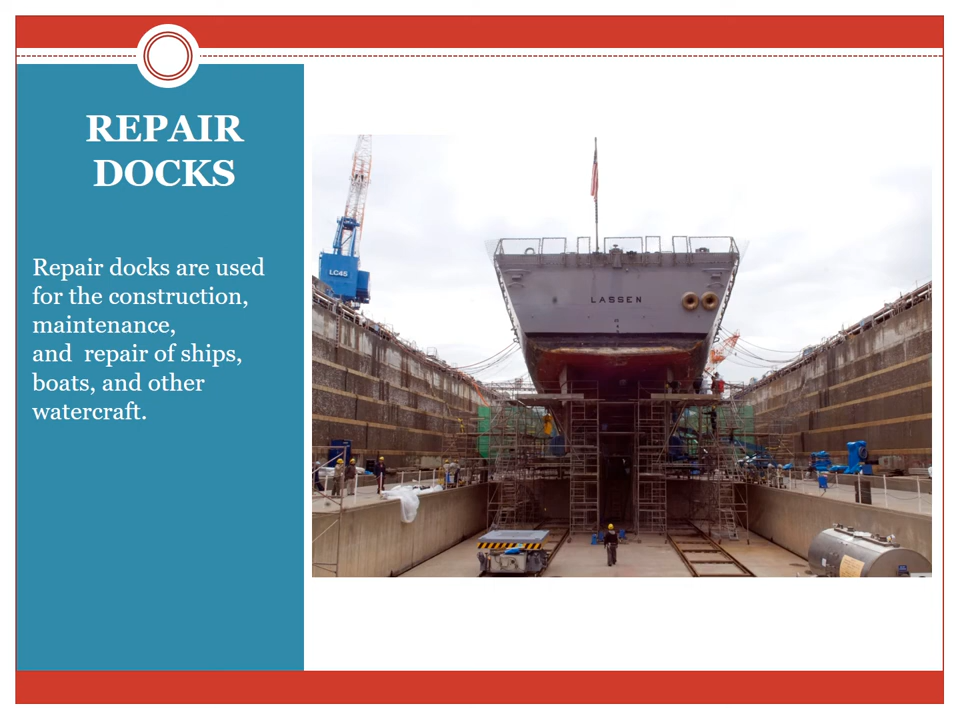 REPAIR
DOCKS
Repair docks are used
for the construction,
maintenance,
and  repair of ships,
boats, and other
watercraft.
LC45
LASSEN